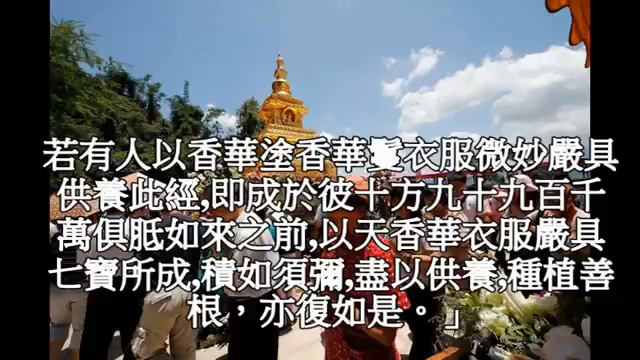 若有人以香華塗香華鬘衣服微妙嚴具
供養此經,即成於彼十方九十九百千
萬俱胝如來之前,以天香華衣服嚴具
七寶所成,積如須彌,盡以供養,種植善
根，亦復如是。」